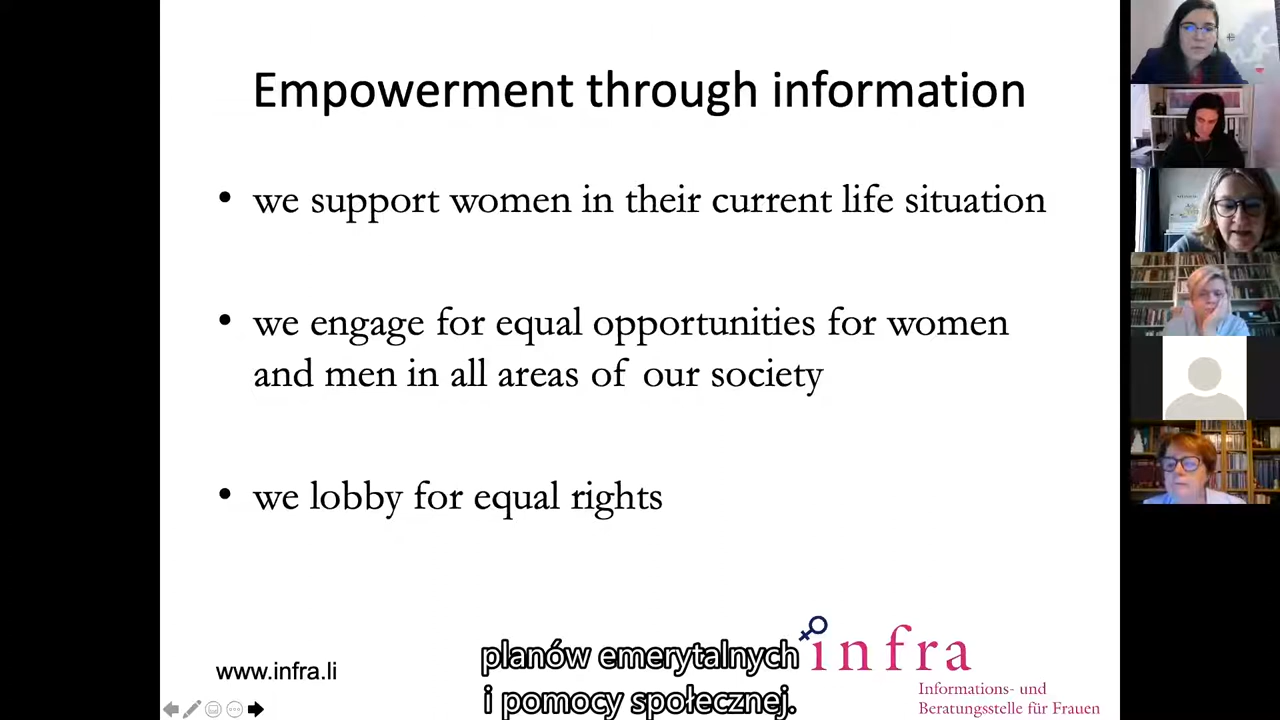 Empowerment through information
• we support women in their current life situation
• we engage for equal opportunities for women
and men in all areas of our society
• we lobby for equal rights
www.infra.li
infra
Informations- und
Beratungsstelle für Frauen
planów emerytalnych
i pomocy społecznej.